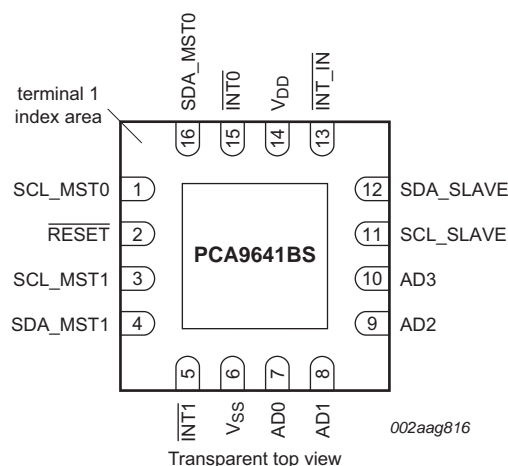 SDA_MST0
INT0
VDD
INT_IN
terminal 1
index area
16
15
14
13
SCL_MST0 1
12 SDA_SLAVE
RESET 2
11 SCL_SLAVE
PCA9641BS
SCL_MST1 3
10 AD3
SDA_MST1 4
9 AD2
5
6
7
8
INT1
VSS
AD0
AD1
002aag816
Transparent top view